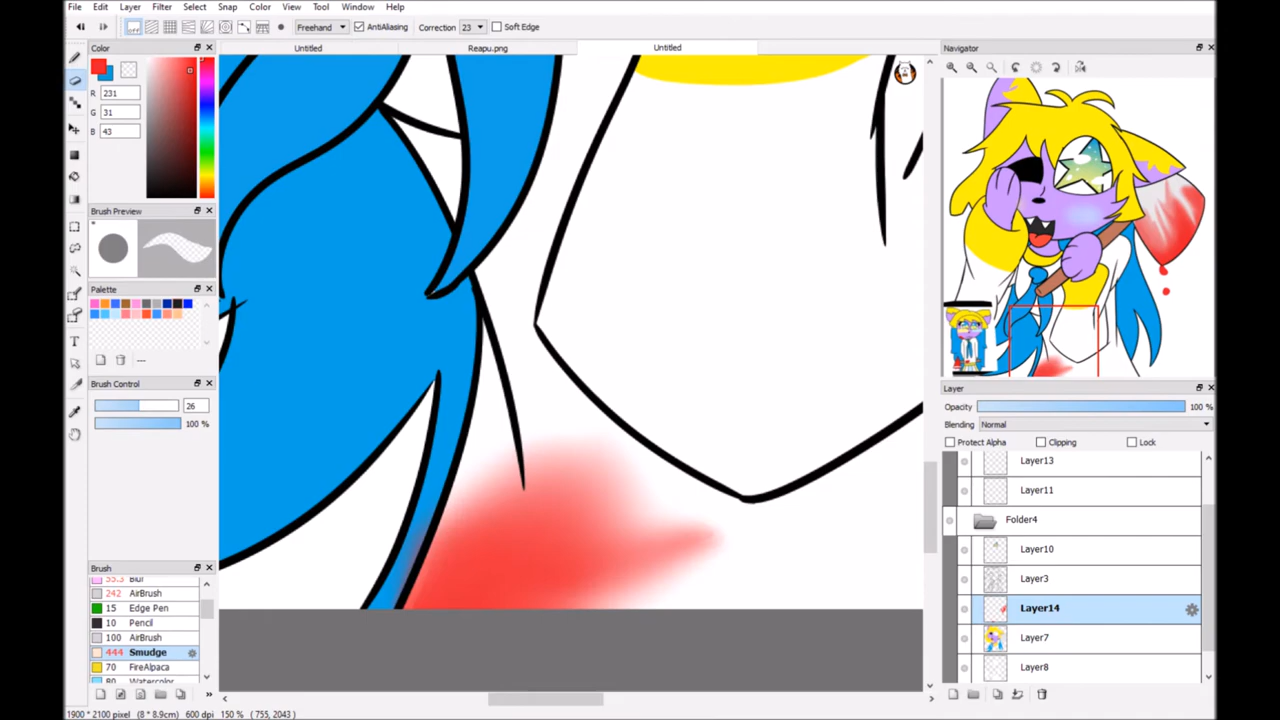 File Edit Layer Filter Select Snap Color View Tool Window Help
OFF Freehand AntiAliasing Correction 23 Soft Edge
Color
Untitled Reapu.png Untitled
Navigator
R 231
G 31
B 43
Brush Preview
Palette
---
Brush Control
26
100 %
Layer
Opacity 100 %
Blending Normal
Protect Alpha Clipping Lock
Layer13
Layer11
Folder4
Layer10
Layer3
Layer14
Layer7
Layer8
Brush
55.3 Blur
242 AirBrush
15 Edge Pen
10 Pencil
100 AirBrush
444 Smudge
70 FireAlpaca
80 Watercolor
1900 * 2100 pixel (8 * 8.9cm) 600 dpi 150 % (755, 2043)